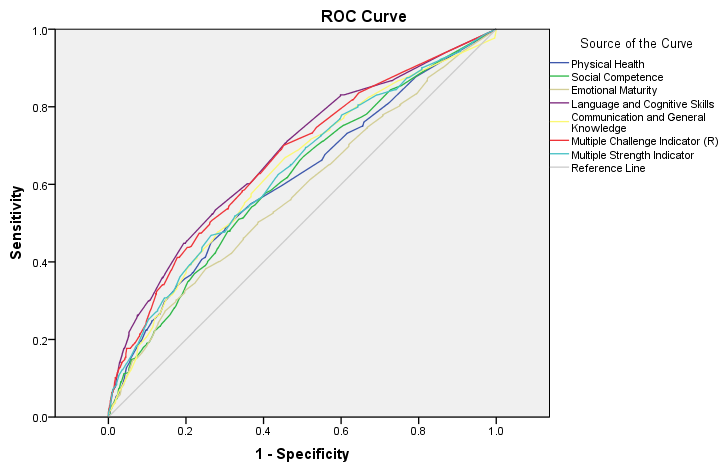 ROC Curve
Source of the Curve
Physical Health
Social Competence
Emotional Maturity
Language and Cognitive Skills
Communication and General
Knowledge
Multiple Challenge Indicator (R)
Multiple Strength Indicator
Reference Line
Sensitivity
1.0
0.8
0.6
0.4
0.2
0.0
0.0 0.2 0.4 0.6 0.8 1.0
1 - Specificity